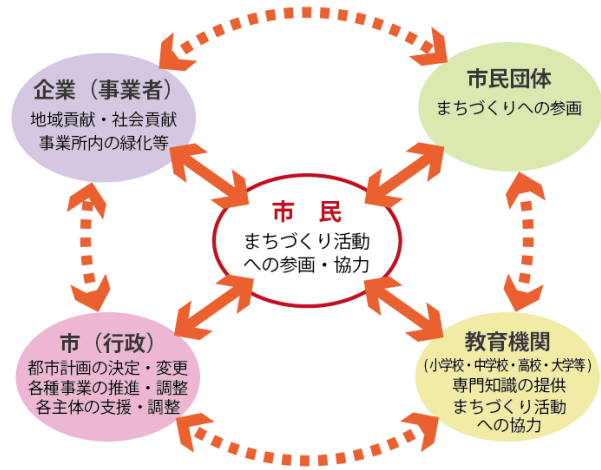 企業（事業者）
地域貢献・社会貢献
事業所内の緑化等
市民団体
まちづくりへの参画
市　民
まちづくり活動
への参画・協力
市（行政）
都市計画の決定・変更
各種事業の推進・調整
各主体の支援・調整
教育機関
（小学校・中学校・高校・大学等）
専門知識の提供
まちづくり活動
への協力